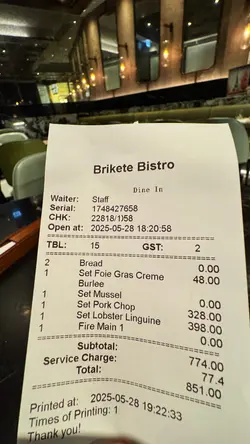 Brikete Bistro
Dine In
Waiter: Staff
Serial: 1748427658
CHK: 22818/1)58
Open at: 2025-05-28 18:20:58
TBL: 15 GST: 2
2 Bread 0.00
1 Set Foie Gras Creme 48.00
Burlee
1 Set Mussel 0.00
1 Set Pork Chop 328.00
1 Set Lobster Linguine 398.00
1 Fire Main 1 0.00
Subtotal: 774.00
Service Charge: 77.4
Total: 851.00
Printed at: 2025-05-28 19:22:33
Times of Printing: 1
Thank you!